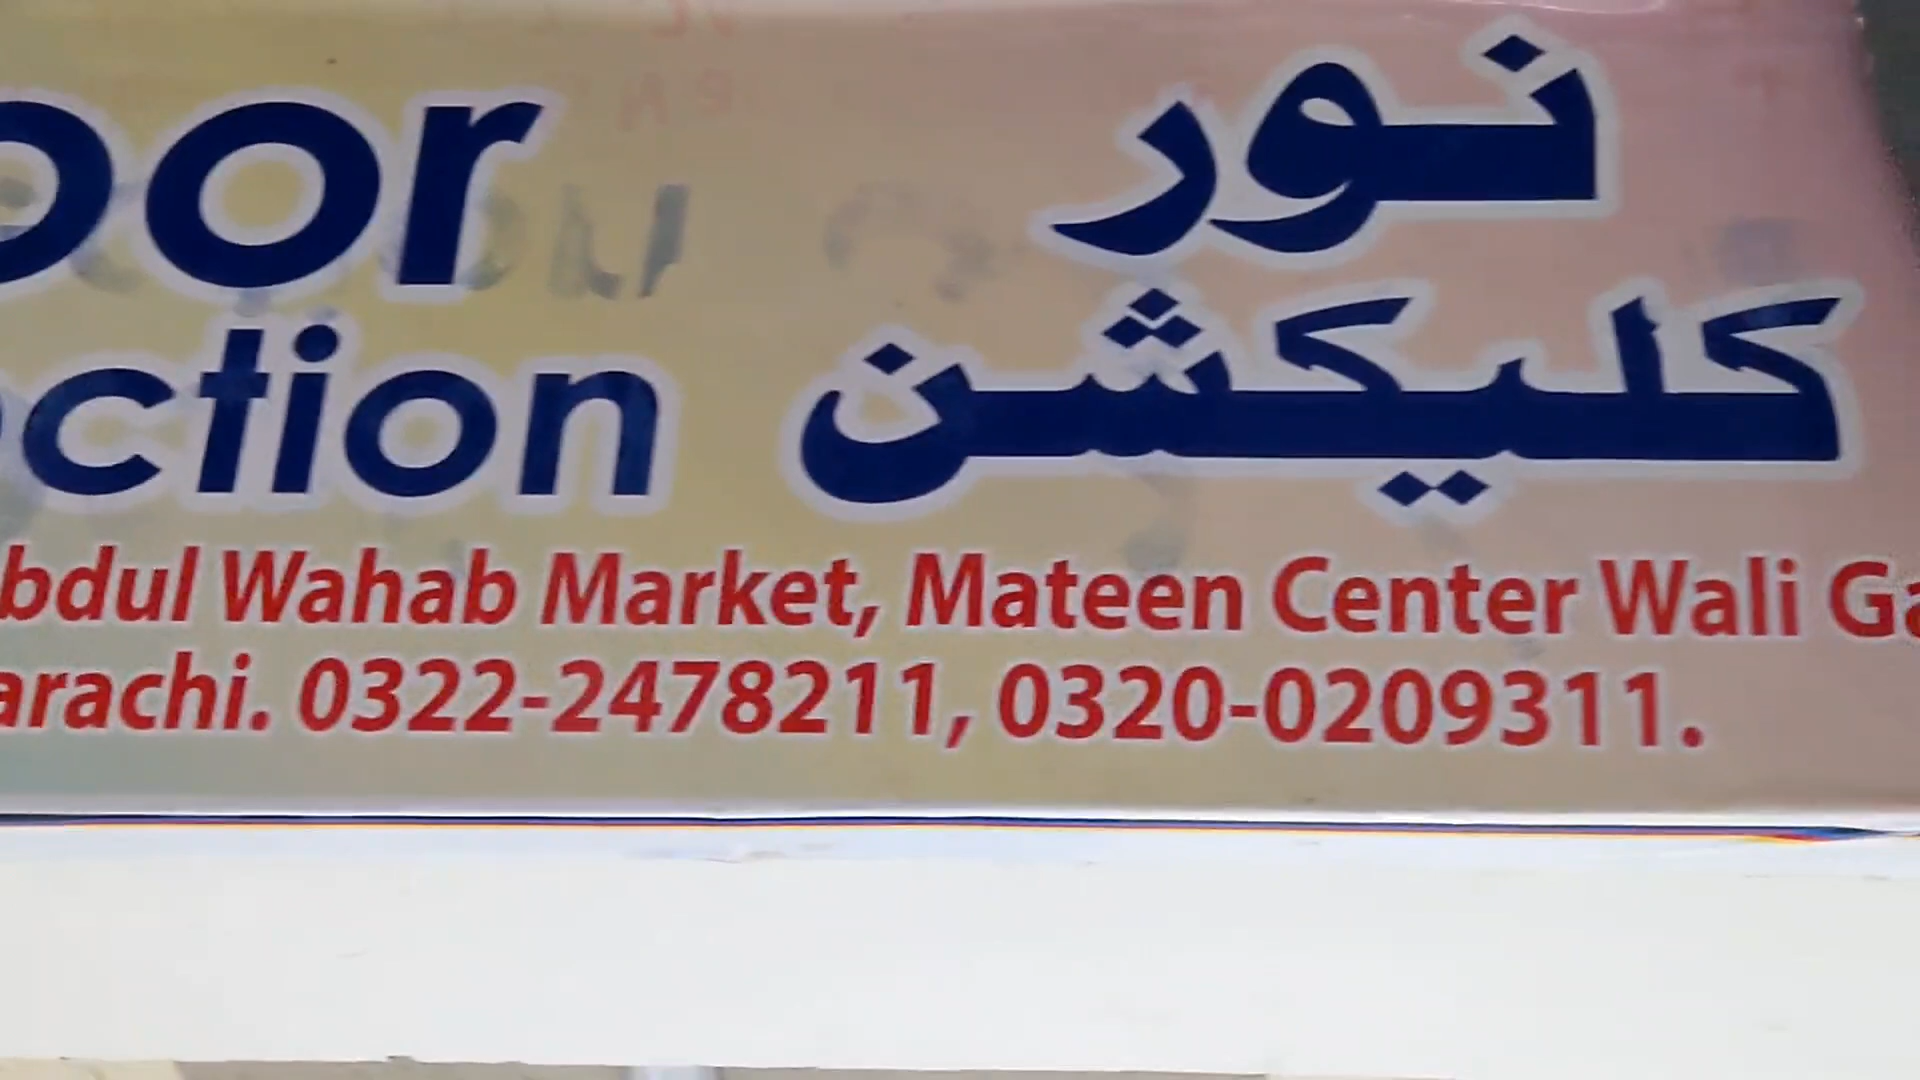 oor
نور
ction
کلیکشن
bdul Wahab Market, Mateen Center Wali Ga
arachi. 0322-2478211, 0320-0209311.